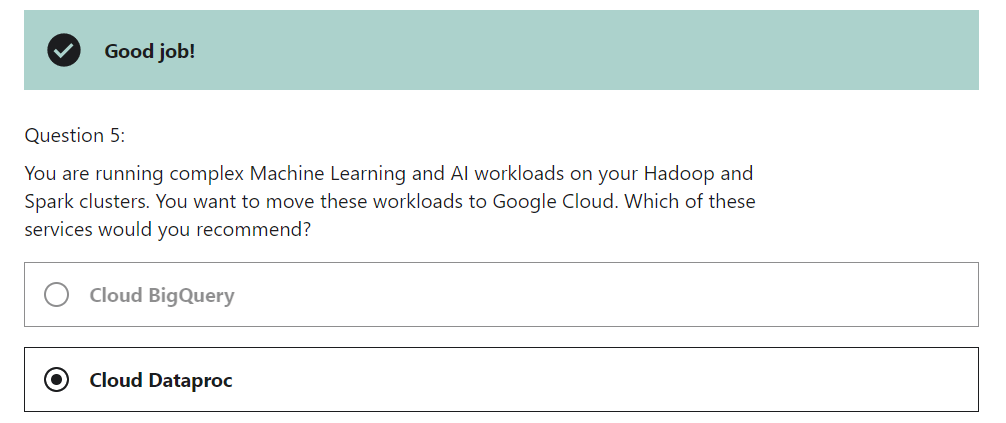 Good job!
Question 5:
You are running complex Machine Learning and AI workloads on your Hadoop and
Spark clusters. You want to move these workloads to Google Cloud. Which of these
services would you recommend?
Cloud BigQuery
Cloud Dataproc